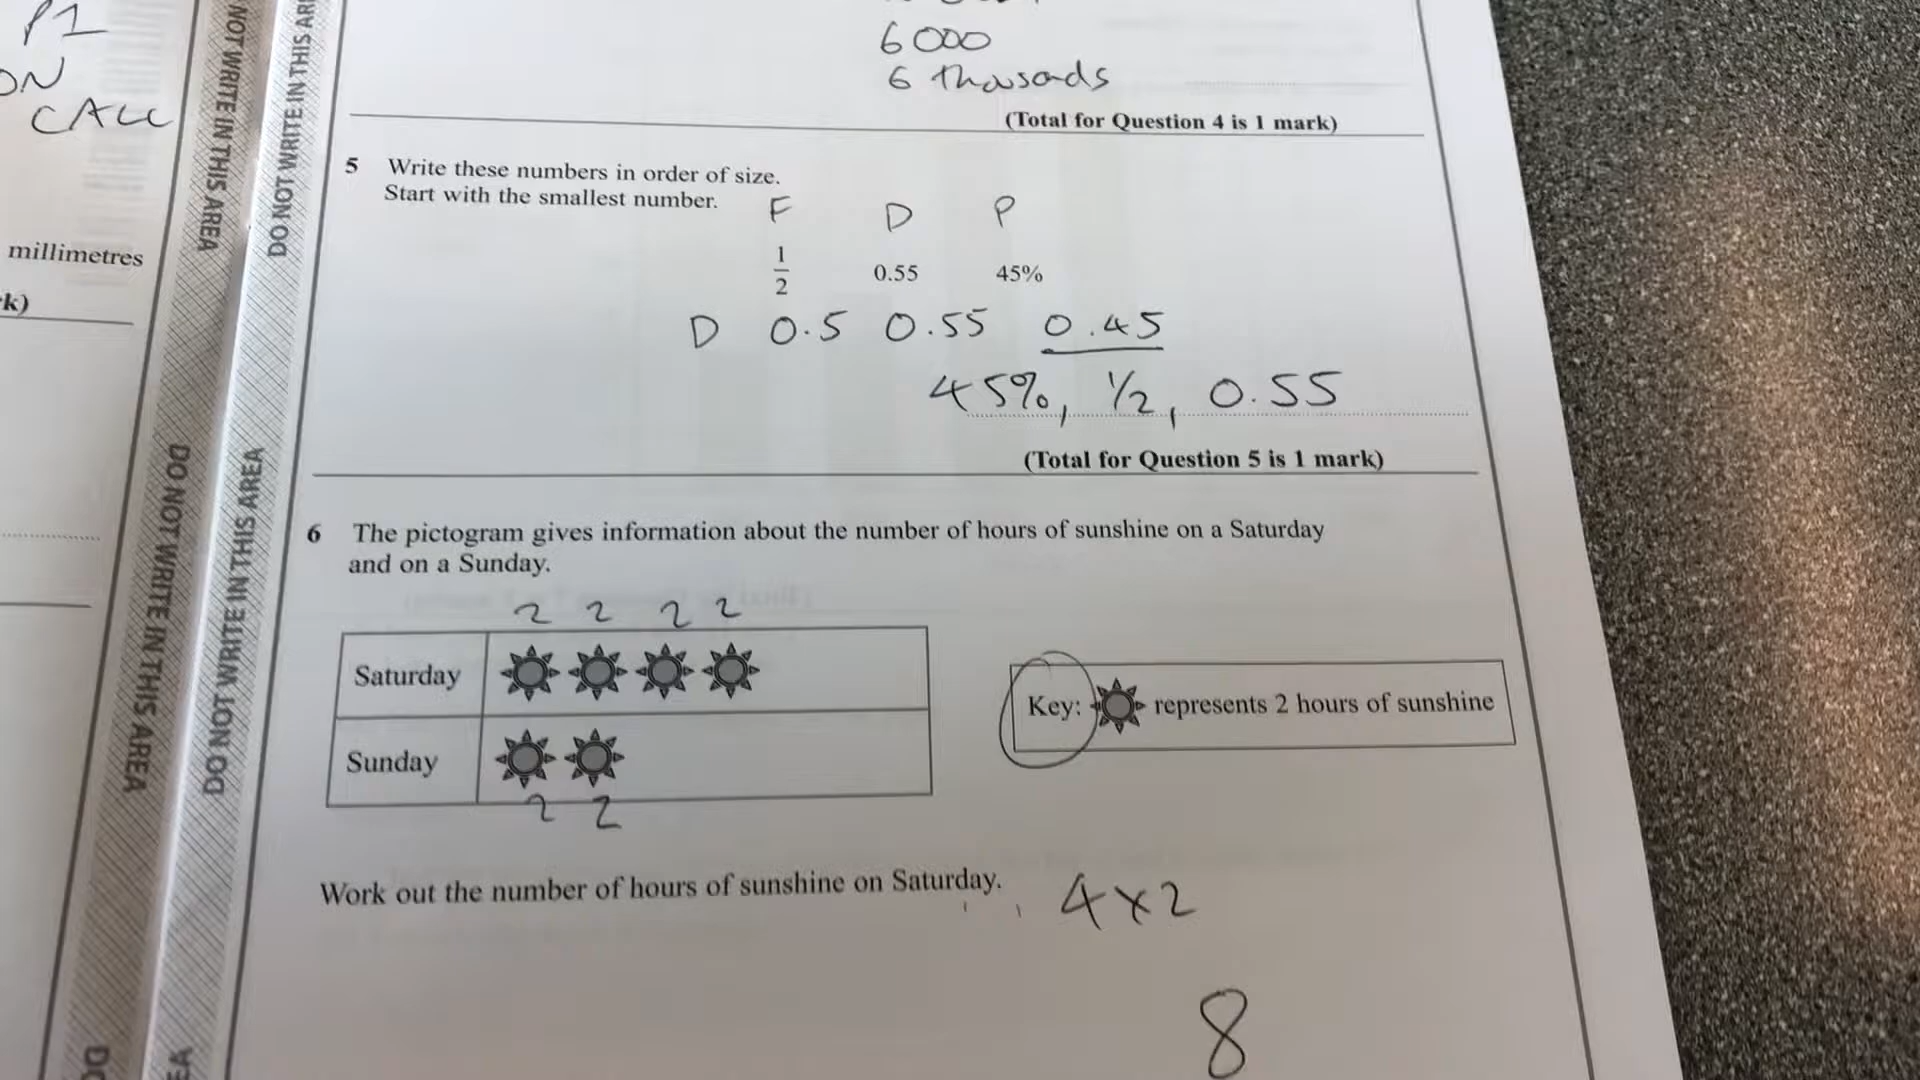 P1
ON
CALC
millimetres
k)
NOT WRITE IN THIS AREA
DO NOT WRITE IN THIS AREA
DO NOT WRITE IN THIS AREA
DO NOT WRITE IN THIS AREA
6000
6 thousands
(Total for Question 4 is 1 mark)
5 Write these numbers in order of size.
Start with the smallest number.
F D P
1/2 0.55 45%
D 0.5 0.55 0.45
45%, 1/2, 0.55
(Total for Question 5 is 1 mark)
6 The pictogram gives information about the number of hours of sunshine on a Saturday
and on a Sunday.
2 2 2 2
Saturday
Key: represents 2 hours of sunshine
Sunday
2 2
Work out the number of hours of sunshine on Saturday. 4×2
8